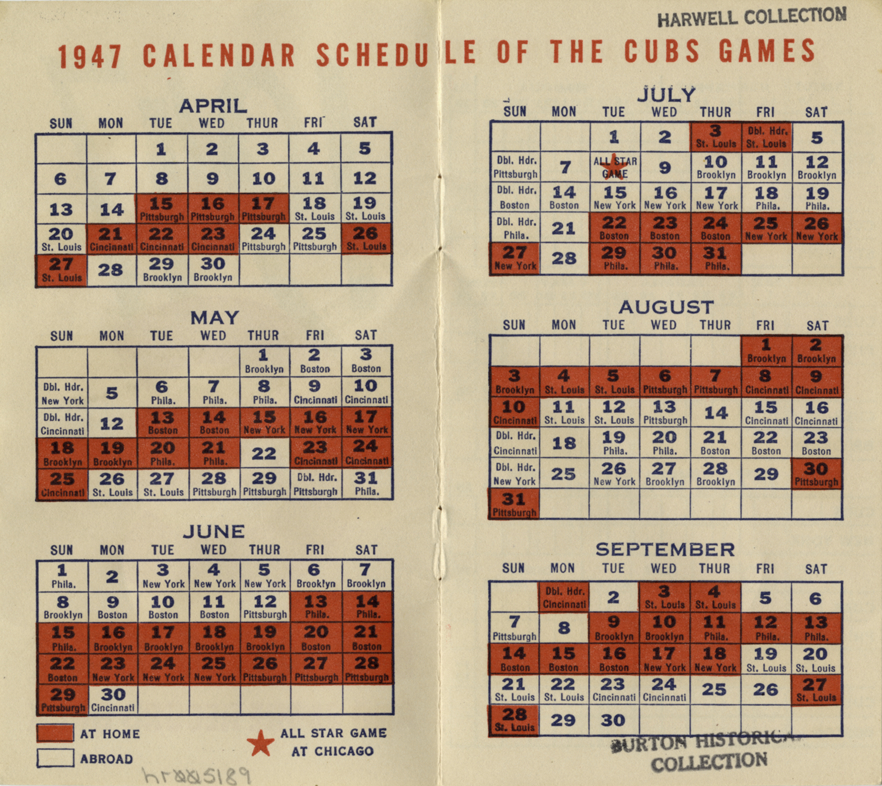 HARWELL COLLECTION
1947 CALENDAR SCHEDULE OF THE CUBS GAMES
APRIL
SUN MON TUE WED THUR FRI SAT
1 2 3 4 5
6 7 8 9 10 11 12
13 14 15 16 17 18 19
Pittsburgh Pittsburgh Pittsburgh St. Louis St. Louis
20 21 22 23 24 25 26
St. Louis Cincinnati Cincinnati Cincinnati Pittsburgh Pittsburgh St. Louis
27 28 29 30
St. Louis Brooklyn Brooklyn
MAY
SUN MON TUE WED THUR FRI SAT
1 2 3
Brooklyn Boston Boston
Dbl. Hdr. 5 6 7 8 9 10
New York Phila. Phila. Phila. Cincinnati Cincinnati
Dbl. Hdr. 12 13 14 15 16 17
Cincinnati Boston Boston New York New York New York
18 19 20 21 22 23 24
Brooklyn Brooklyn Phila. Phila. Cincinnati Cincinnati
25 26 27 28 29 Dbl. Hdr. 31
Cincinnati St. Louis St. Louis Pittsburgh Pittsburgh Pittsburgh Phila.
JUNE
SUN MON TUE WED THUR FRI SAT
1 2 3 4 5 6 7
Phila. New York New York New York Brooklyn Brooklyn
8 9 10 11 12 13 14
Brooklyn Boston Boston Boston Pittsburgh Phila. Phila.
15 16 17 18 19 20 21
Phila. Brooklyn Brooklyn Brooklyn Brooklyn Boston Boston
22 23 24 25 26 27 28
Boston New York New York New York Pittsburgh Pittsburgh Pittsburgh
29 30
Pittsburgh Cincinnati
AT HOME
ABROAD
ALL STAR GAME
AT CHICAGO
JULY
SUN MON TUE WED THUR FRI SAT
1 2 3 Dbl. Hdr. 5
St. Louis St. Louis
Dbl. Hdr. 7 ALL STAR 9 10 11 12
Pittsburgh GAME Brooklyn Brooklyn Brooklyn
Dbl. Hdr. 14 15 16 17 18 19
Boston Boston New York New York New York Phila. Phila.
Dbl. Hdr. 21 22 23 24 25 26
Phila. Boston Boston Boston New York New York
27 28 29 30 31
New York Phila. Phila. Phila.
AUGUST
SUN MON TUE WED THUR FRI SAT
1 2
Brooklyn Brooklyn
3 4 5 6 7 8 9
Brooklyn St. Louis St. Louis Pittsburgh Pittsburgh Cincinnati Cincinnati
10 11 12 13 14 15 16
Cincinnati St. Louis St. Louis Pittsburgh Cincinnati Cincinnati
Dbl. Hdr. 18 19 20 21 22 23
Cincinnati Phila. Phila. Boston Boston Boston
Dbl. Hdr. 25 26 27 28 29 30
New York New York Brooklyn Brooklyn Pittsburgh
31
Pittsburgh
SEPTEMBER
SUN MON TUE WED THUR FRI SAT
Dbl. Hdr. 2 3 4 5 6
Cincinnati St. Louis St. Louis
7 8 9 10 11 12 13
Pittsburgh Brooklyn Brooklyn Phila. Phila. Phila.
14 15 16 17 18 19 20
Boston Boston Boston New York New York St. Louis St. Louis
21 22 23 24 25 26 27
St. Louis St. Louis Cincinnati Cincinnati St. Louis
28 29 30
St. Louis
BURTON HISTORICAL
COLLECTION